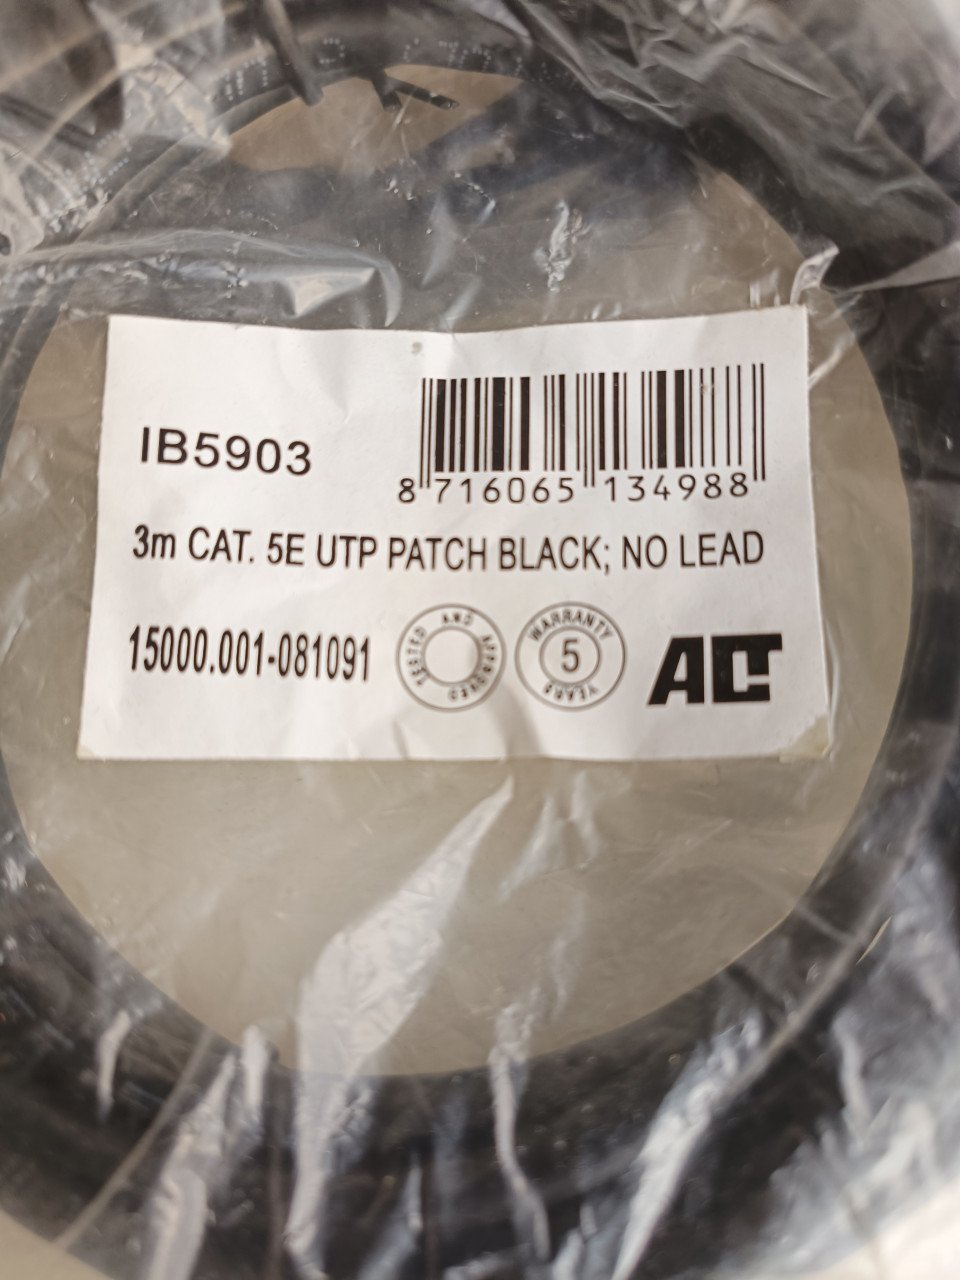 IB5903
8 716065 134988
3m CAT. 5E UTP PATCH BLACK; NO LEAD
15000.001-081091
TESTED AND APPROVED
WARRANTY
5
YEARS
ACT